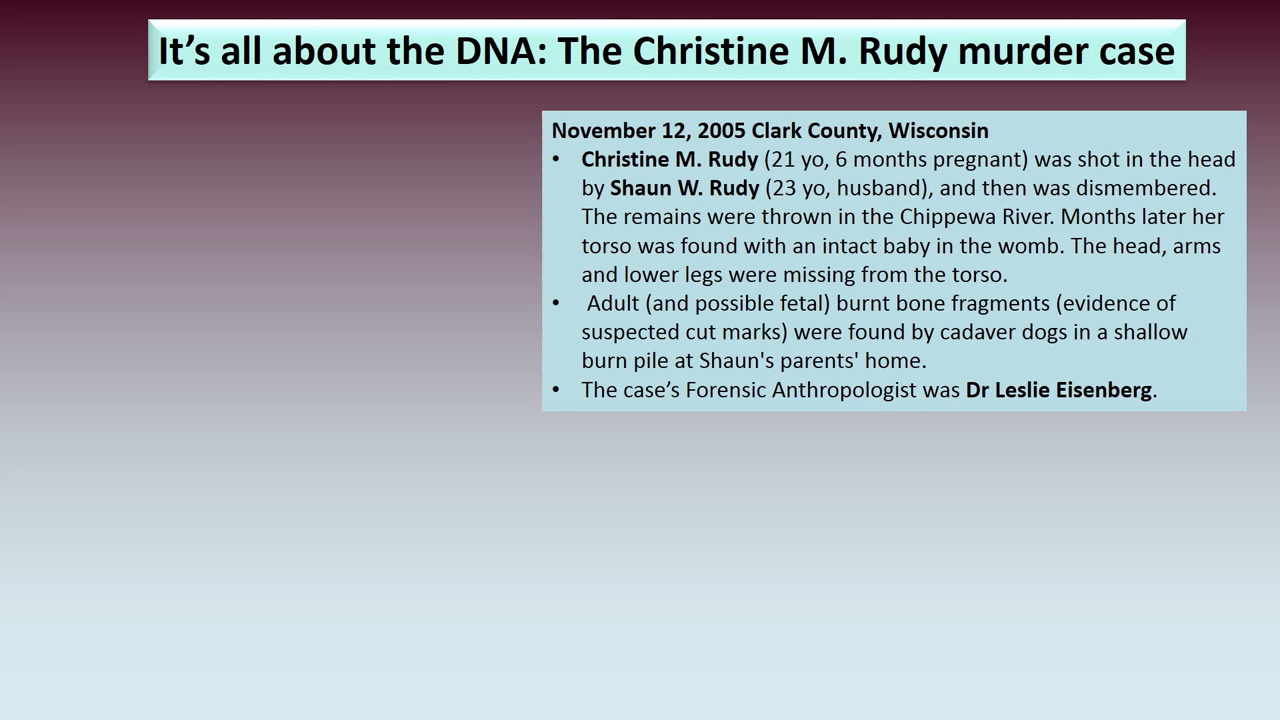 It’s all about the DNA: The Christine M. Rudy murder case
November 12, 2005 Clark County, Wisconsin
• Christine M. Rudy (21 yo, 6 months pregnant) was shot in the head
by Shaun W. Rudy (23 yo, husband), and then was dismembered.
The remains were thrown in the Chippewa River. Months later her
torso was found with an intact baby in the womb. The head, arms
and lower legs were missing from the torso.
• Adult (and possible fetal) burnt bone fragments (evidence of
suspected cut marks) were found by cadaver dogs in a shallow
burn pile at Shaun's parents' home.
• The case’s Forensic Anthropologist was Dr Leslie Eisenberg.